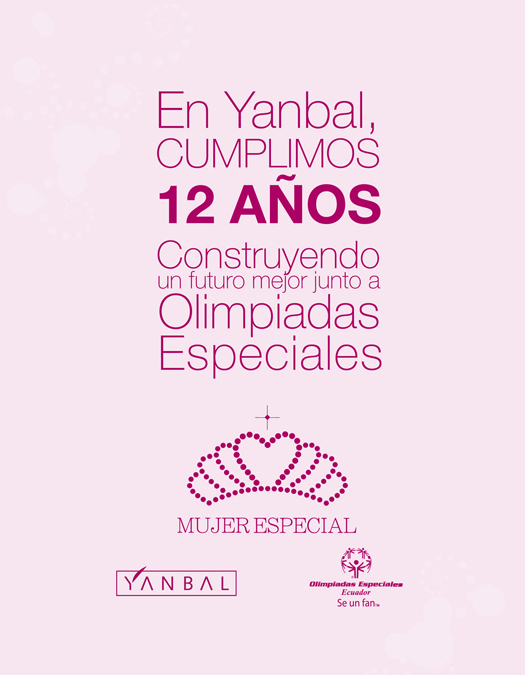 En Yanbal,
CUMPLIMOS
12 AÑOS
Construyendo
un futuro mejor junto a
Olimpiadas
Especiales
MUJER ESPECIAL
YANBAL
Olimpiadas Especiales
Ecuador
Se un fan™